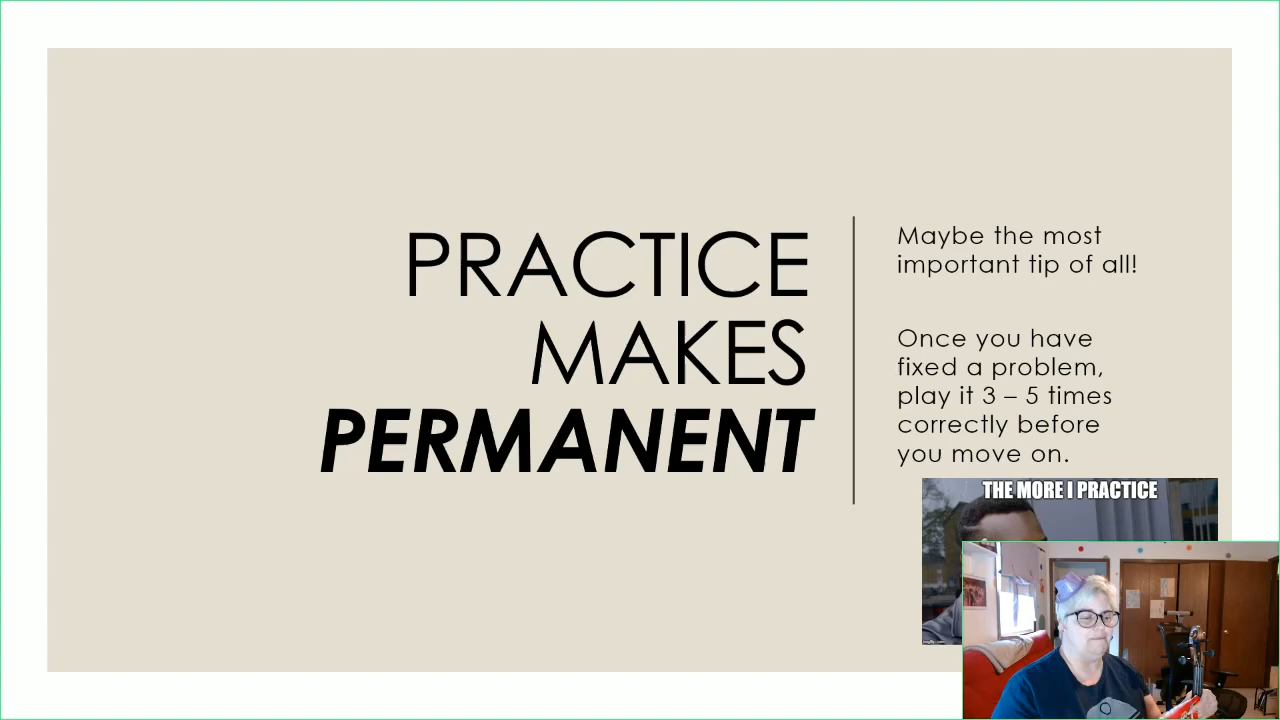 PRACTICE
MAKES
PERMANENT
Maybe the most
important tip of all!
Once you have
fixed a problem,
play it 3 – 5 times
correctly before
you move on.
THE MORE I PRACTICE